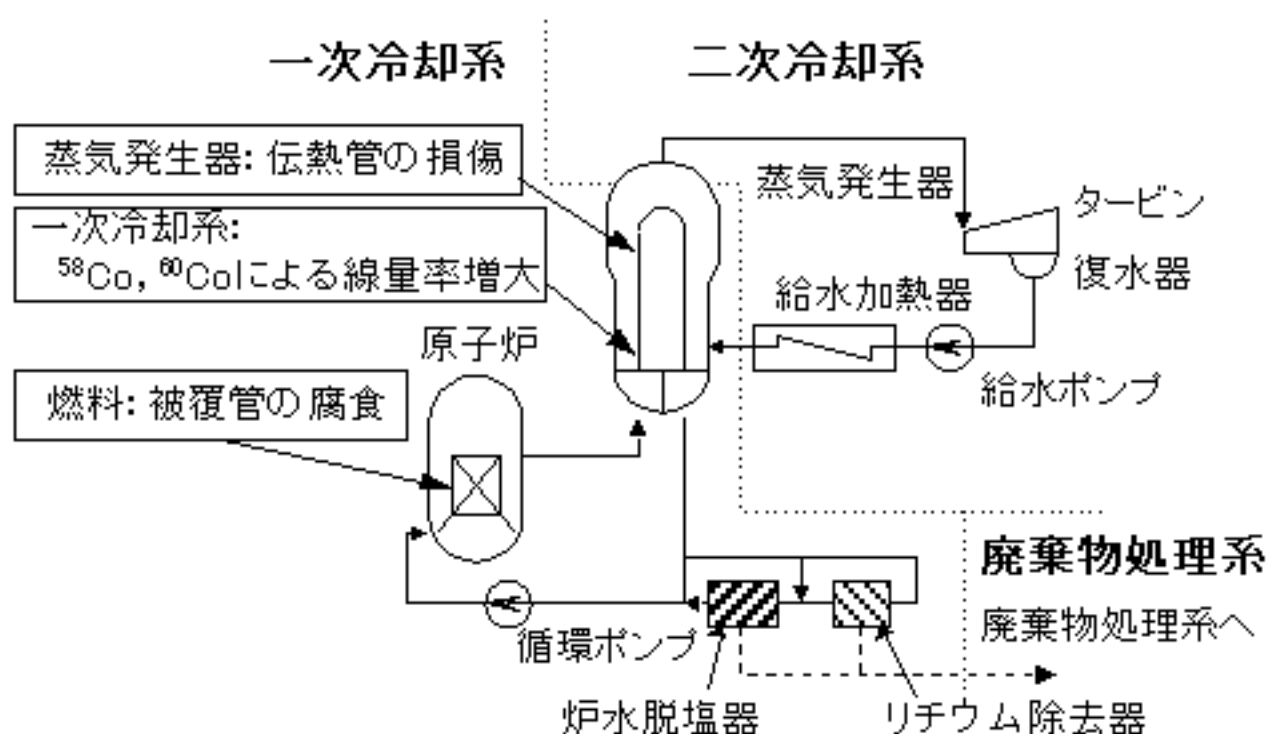 一次冷却系
二次冷却系
蒸気発生器: 伝熱管の損傷
一次冷却系:
⁵⁸Co, ⁶⁰Coによる線量率増大
蒸気発生器
タービン
復水器
給水加熱器
給水ポンプ
原子炉
燃料: 被覆管の腐食
廃棄物処理系
廃棄物処理系へ
循環ポンプ
炉水脱塩器
リチウム除去器